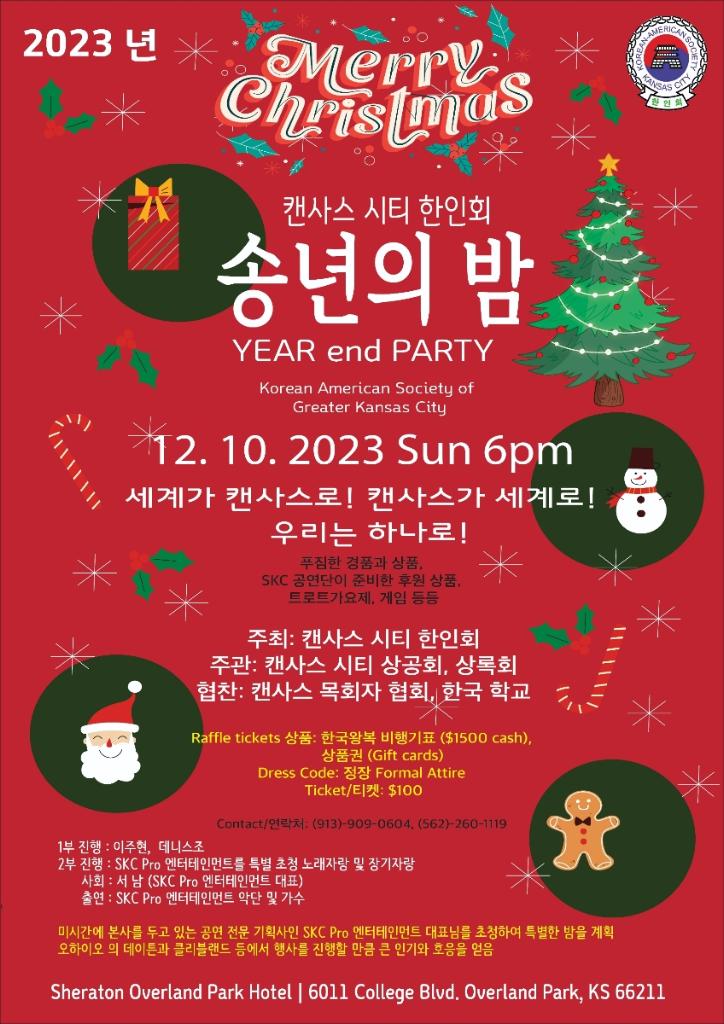 2023 년
Merry
Christmas
KOREAN-AMERICAN SOCIETY
KANSAS CITY
한인회
캔사스 시티 한인회
송년의 밤
YEAR end PARTY
Korean American Society of
Greater Kansas City
12. 10. 2023 Sun 6pm
세계가 캔사스로! 캔사스가 세계로!
우리는 하나로!
푸짐한 경품과 상품,
SKC 공연단이 준비한 후원 상품,
트로트가요제, 게임 등등
주최: 캔사스 시티 한인회
주관: 캔사스 시티 상공회, 상록회
협찬: 캔사스 목회자 협회, 한국 학교
Raffle tickets 상품: 한국왕복 비행기표 ($1500 cash),
상품권 (Gift cards)
Dress Code: 정장 Formal Attire
Ticket/티켓: $100
Contact/연락처: (913)-909-0604, (562)-260-1119
1부 진행 : 이주현, 데니스조
2부 진행 : SKC Pro 엔터테인먼트를 특별 초청 노래자랑 및 장기자랑
사회 : 서 남 (SKC Pro 엔터테인먼트 대표)
출연 : SKC Pro 엔터테인먼트 악단 및 가수
미시간에 본사를 두고 있는 공연 전문 기획사인 SKC Pro 엔터테인먼트 대표님를 초청하여 특별한 밤을 계획
오하이오 의 데이튼과 클리블랜드 등에서 행사를 진행할 만큼 큰 인기와 호응을 얻음
Sheraton Overland Park Hotel | 6011 College Blvd. Overland Park, KS 66211